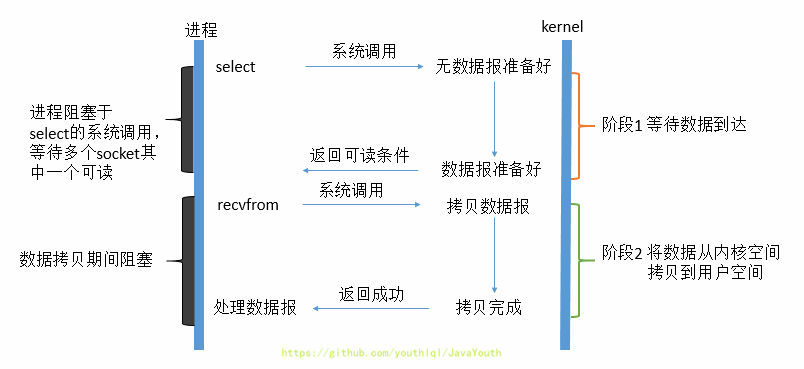 进程
kernel
select
系统调用
无数据报准备好
进程阻塞于
select的系统调用，
等待多个socket其
中一个可读
阶段1 等待数据到达
返回可读条件
数据报准备好
recvfrom
系统调用
拷贝数据报
数据拷贝期间阻塞
阶段2 将数据从内核空间
拷贝到用户空间
处理数据报
返回成功
拷贝完成
https://github.com/youthlql/JavaYouth